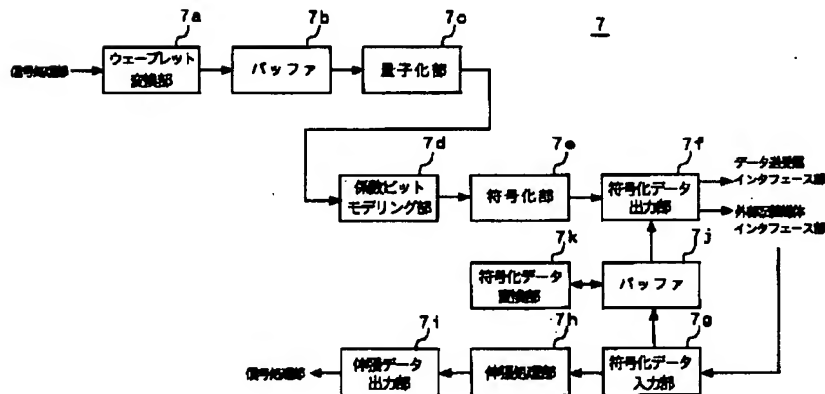 7
7a
7b
7c
信号処理部
ウェーブレット
変換部
バッファ
量子化部
7d
7e
7f
係数ビット
モデリング部
符号化部
符号化データ
出力部
データ送受信
インタフェース部
外部記録媒体
インタフェース部
7k
7j
符号化データ
変換部
バッファ
7i
7h
7g
信号処理部
伸張データ
出力部
伸張処理部
符号化データ
入力部